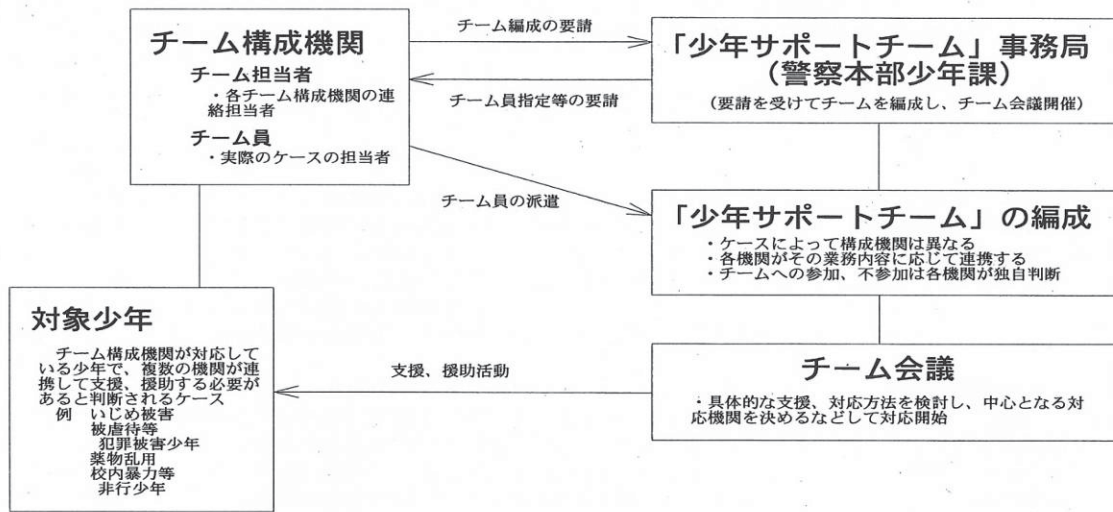 チーム構成機関
チーム担当者
・各チーム構成機関の連
絡担当者
チーム員
・実際のケースの担当者
チーム編成の要請
チーム員指定等の要請
チーム員の派遣
「少年サポートチーム」事務局
（警察本部少年課）
（要請を受けてチームを編成し、チーム会議開催）
「少年サポートチーム」の編成
・ケースによって構成機関は異なる
・各機関がその業務内容に応じて連携する
・チームへの参加、不参加は各機関が独自判断
チーム会議
・具体的な支援、対応方法を検討し、中心となる対
応機関を決めるなどして対応開始
支援、援助活動
対象少年
チーム構成機関が対応して
いる少年で、複数の機関が連
携して支援、援助する必要が
あると判断されるケース
例　いじめ被害
被虐待等
犯罪被害少年
薬物乱用
校内暴力等
非行少年